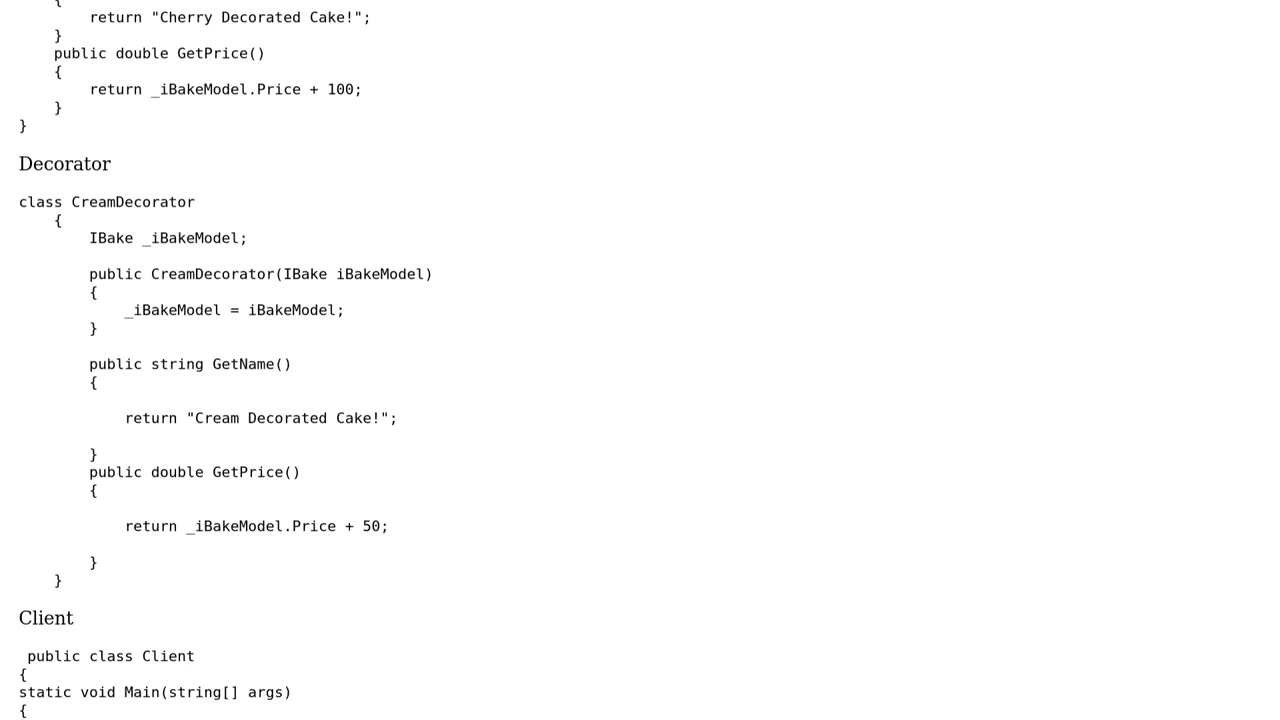 {
return "Cherry Decorated Cake!";
}
public double GetPrice()
{
return _iBakeModel.Price + 100;
}
}
Decorator
class CreamDecorator
{
IBake _iBakeModel;
public CreamDecorator(IBake iBakeModel)
{
_iBakeModel = iBakeModel;
}
public string GetName()
{
return "Cream Decorated Cake!";
}
public double GetPrice()
{
return _iBakeModel.Price + 50;
}
}
Client
public class Client
{
static void Main(string[] args)
{